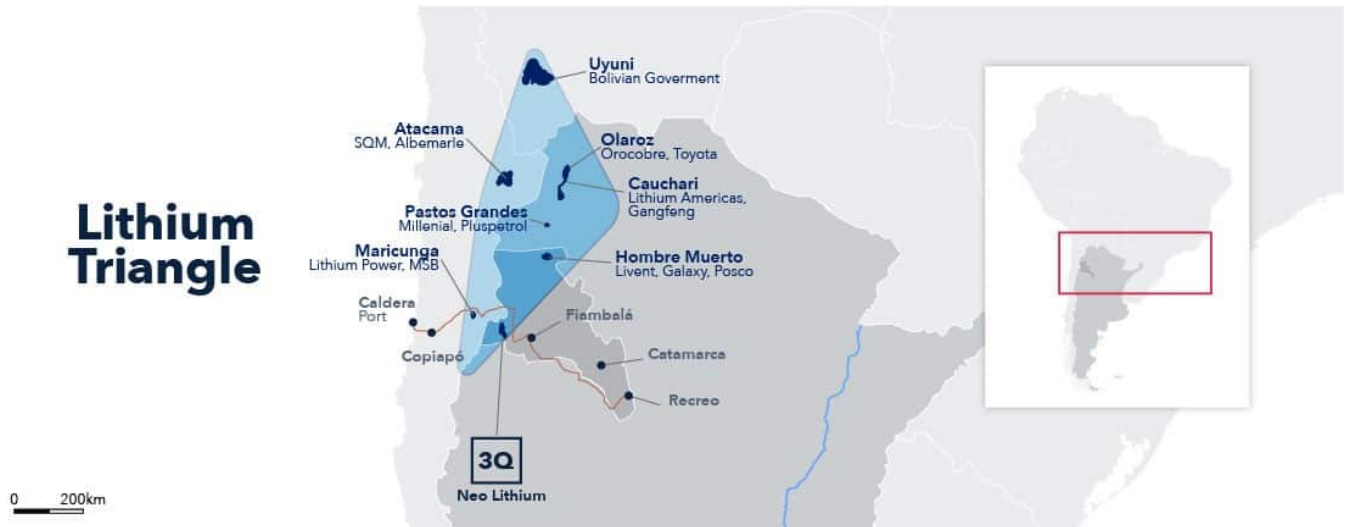 Lithium
Triangle
Uyuni
Bolivian Goverment
Atacama
SQM, Albemarle
Olaroz
Orocobre, Toyota
Cauchari
Lithium Americas,
Gangfeng
Pastos Grandes
Millenial, Pluspetrol
Maricunga
Lithium Power, MSB
Hombre Muerto
Livent, Galaxy, Posco
Caldera
Port
Copiapó
Fiambalá
Catamarca
Recreo
3Q
Neo Lithium
0 200km